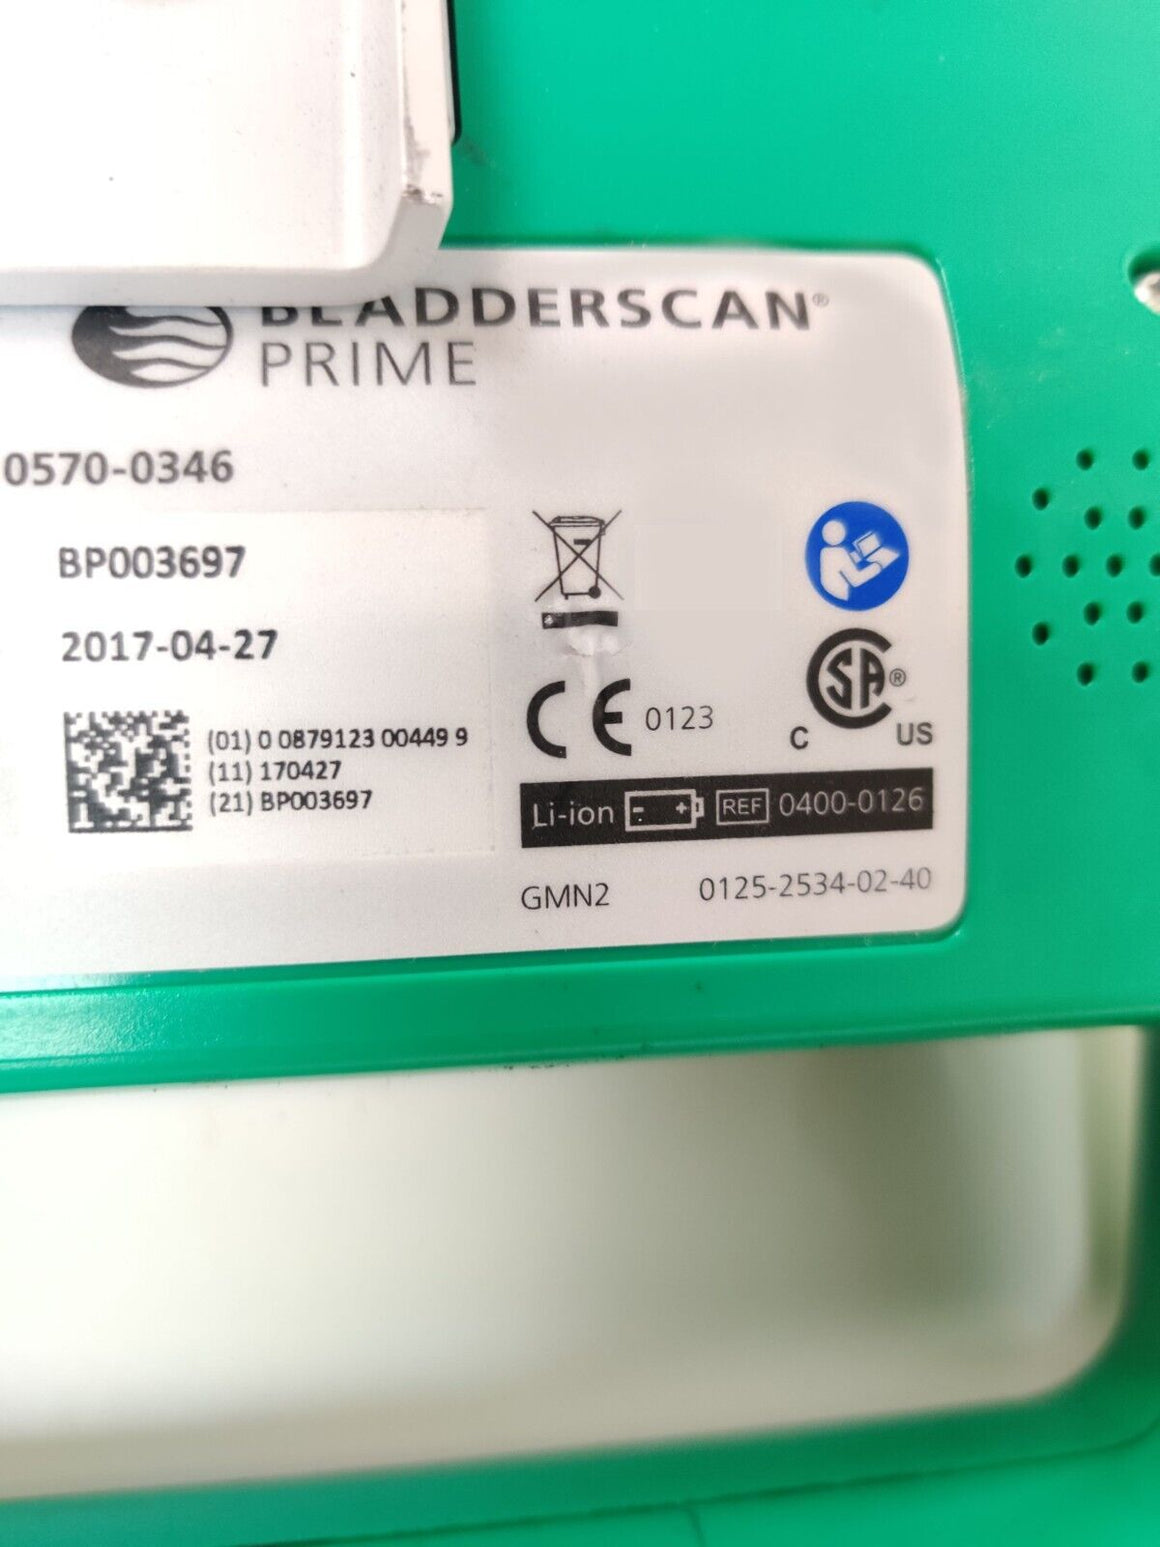 BLADDERSCAN®
PRIME
0570-0346
BP003697
2017-04-27
(01) 0 0879123 00449 9
(11) 170427
(21) BP003697
CE 0123
CSA®
C US
Li-ion - + REF 0400-0126
GMN2 0125-2534-02-40